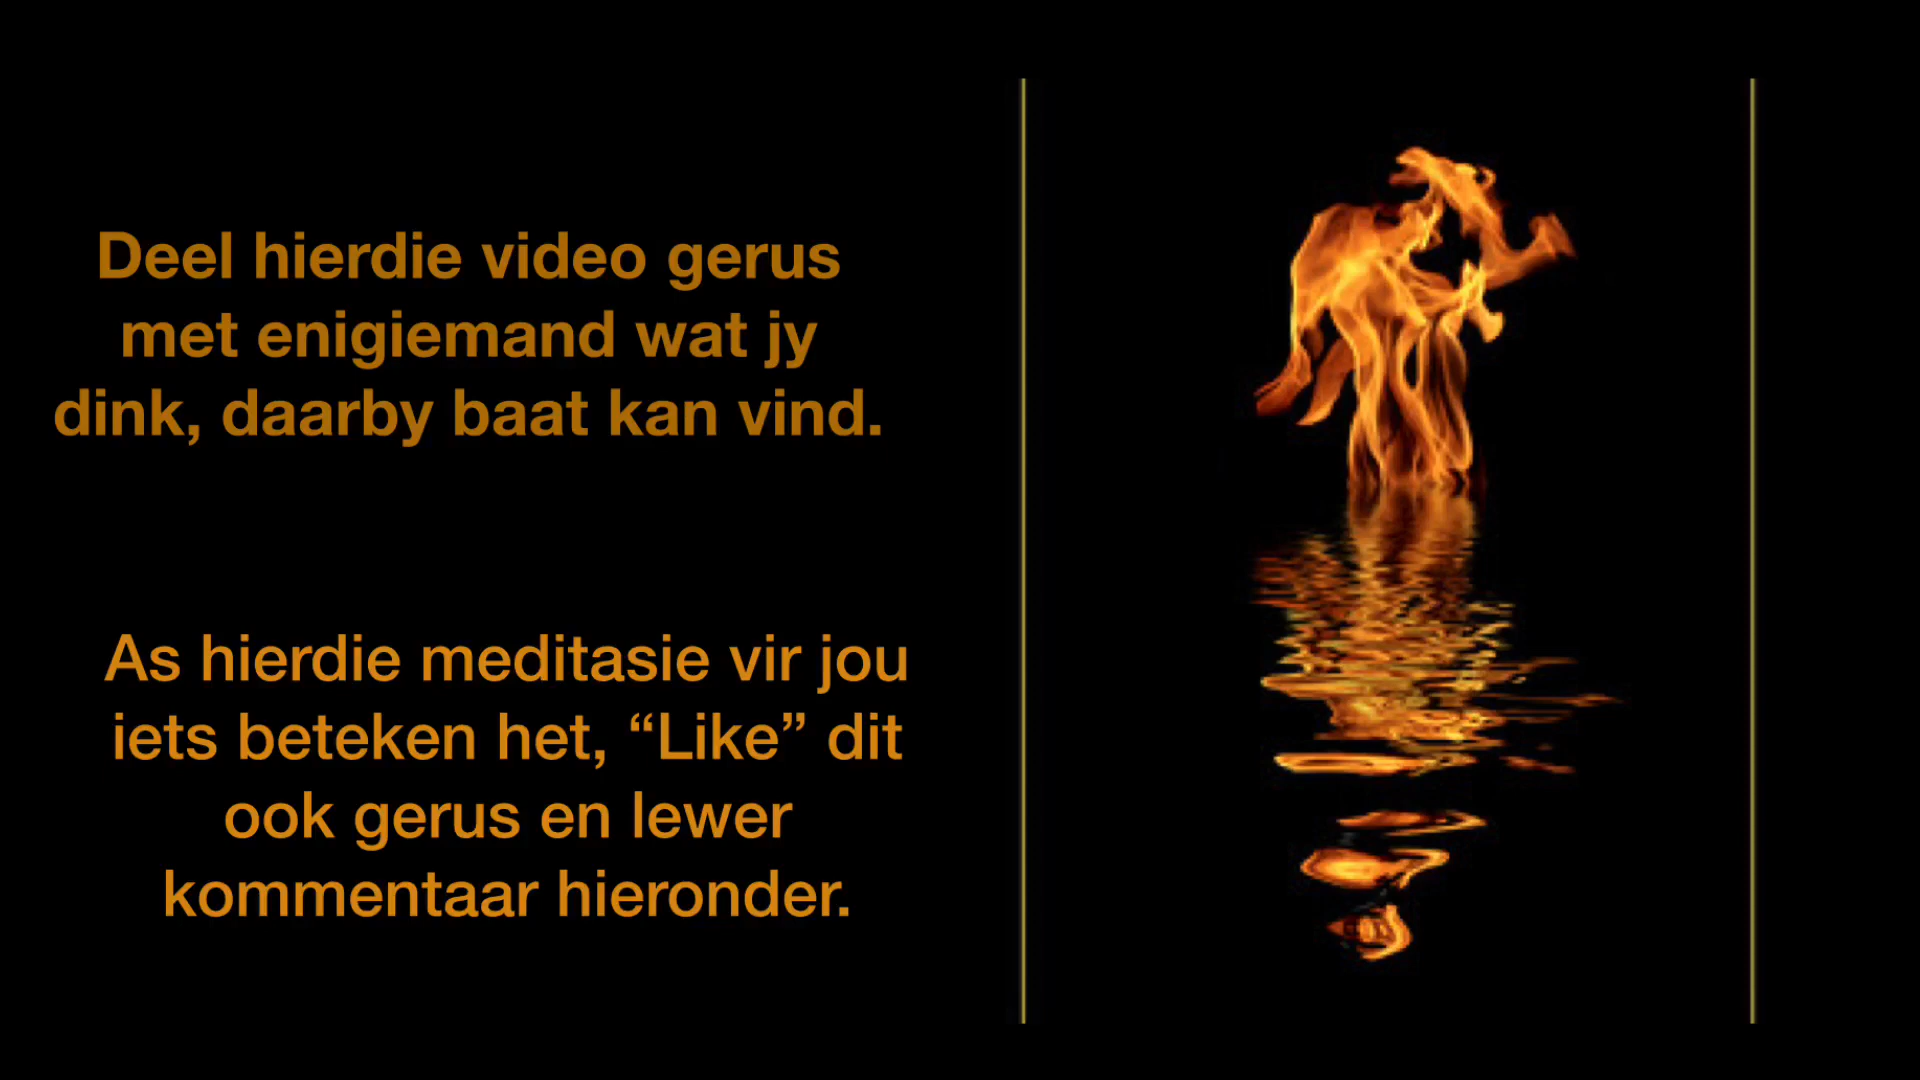 Deel hierdie video gerus
met enigiemand wat jy
dink, daarby baat kan vind.
As hierdie meditasie vir jou
iets beteken het, “Like” dit
ook gerus en lewer
kommentaar hieronder.